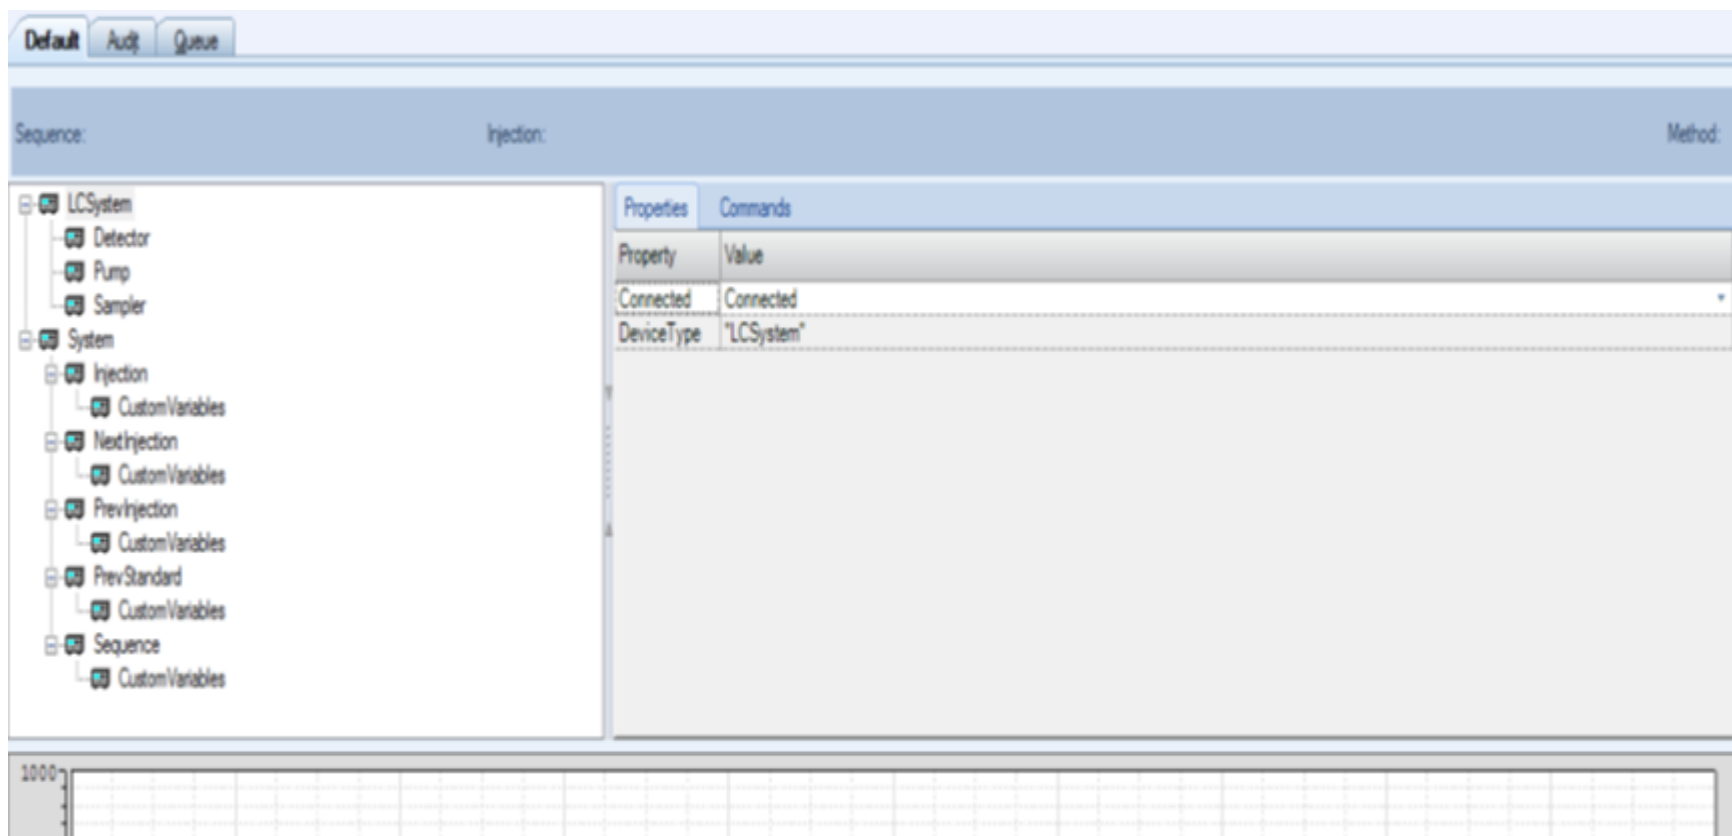 Default Audit Queue
Sequence: Injection: Method:
LCSystem
Detector
Pump
Sampler
System
Injection
CustomVariables
NextInjection
CustomVariables
PrevInjection
CustomVariables
PrevStandard
CustomVariables
Sequence
CustomVariables
Properties Commands
Property Value
Connected Connected
DeviceType "LCSystem"
1000